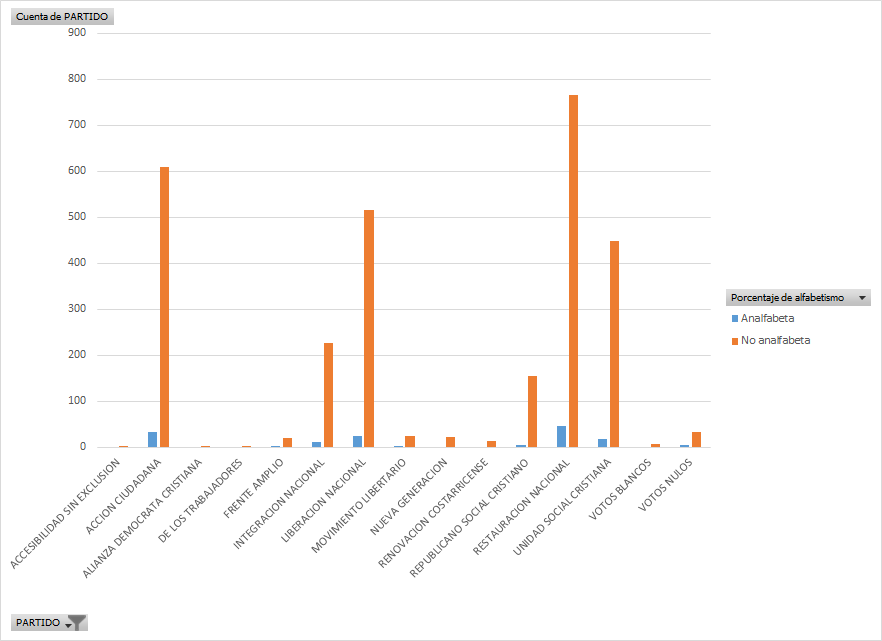 Cuenta de PARTIDO
900
800
700
600
500
400
300
200
100
0
ACCESIBILIDAD SIN EXCLUSION
ACCION CIUDADANA
ALIANZA DEMOCRATA CRISTIANA
DE LOS TRABAJADORES
FRENTE AMPLIO
INTEGRACION NACIONAL
LIBERACION NACIONAL
MOVIMIENTO LIBERTARIO
NUEVA GENERACION
RENOVACION COSTARRICENSE
REPUBLICANO SOCIAL CRISTIANO
RESTAURACION NACIONAL
UNIDAD SOCIAL CRISTIANA
VOTOS BLANCOS
VOTOS NULOS
Porcentaje de alfabetismo
Analfabeta
No analfabeta
PARTIDO